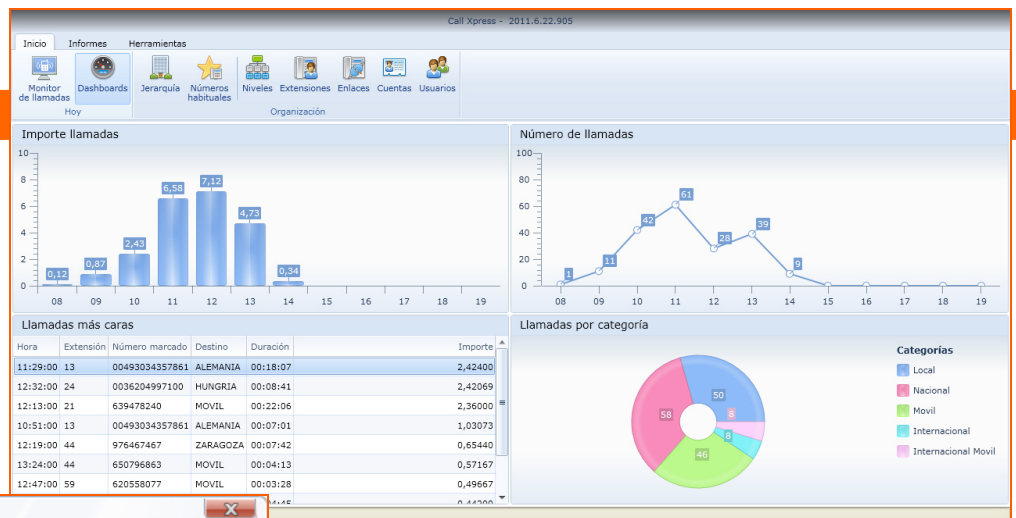 Call Xpress - 2011.6.22.905
Inicio Informes Herramientas
Monitor de llamadas
Dashboards
Jerarquía
Números habituales
Niveles
Extensiones
Enlaces
Cuentas
Usuarios
Hoy
Organización
Importe llamadas
10
8
6
4
2
0
0,12
0,87
2,43
6,58
7,12
4,73
0,34
08 09 10 11 12 13 14 15 16 17 18 19
Número de llamadas
100
80
60
40
20
0
1
11
42
61
28
39
9
08 09 10 11 12 13 14 15 16 17 18 19
Llamadas más caras
Hora Extensión Número marcado Destino Duración Importe
11:29:00 13 00493034357861 ALEMANIA 00:18:07 2,42400
12:32:00 24 0036204997100 HUNGRIA 00:08:41 2,42069
12:13:00 21 639478240 MOVIL 00:22:06 2,36000
10:51:00 13 00493034357861 ALEMANIA 00:07:01 1,03073
12:19:00 44 976467467 ZARAGOZA 00:07:42 0,65440
13:24:00 44 650796863 MOVIL 00:04:13 0,57167
12:47:00 59 620558077 MOVIL 00:03:28 0,49667
Llamadas por categoría
50
58
8
8
46
Categorías
Local
Nacional
Movil
Internacional
Internacional Movil